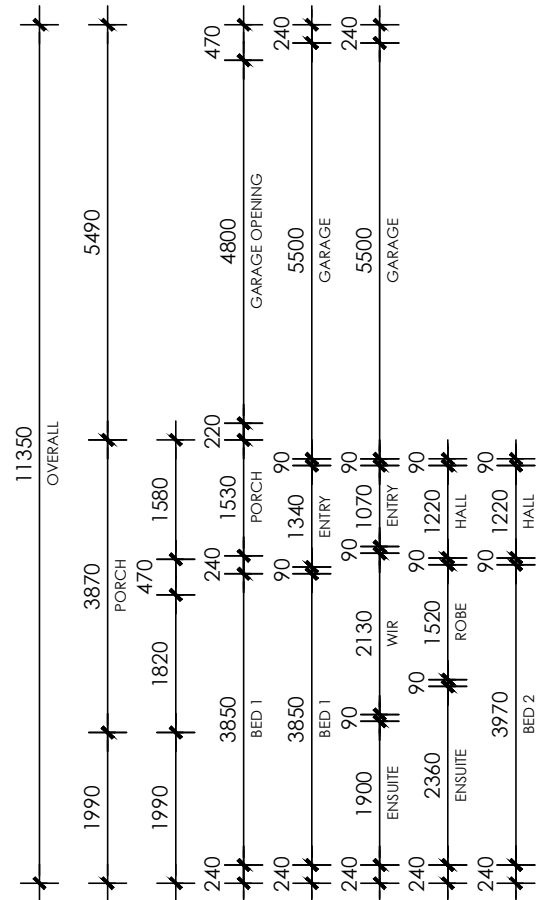 11350
OVERALL
1990 3870 5490
PORCH
1990 1820 470 1580
240 3850 240 1530 220 4800 470
BED 1 PORCH GARAGE OPENING
240 3850 90 1340 90 5500 240
BED 1 ENTRY GARAGE
240 1900 90 2130 90 1070 90 5500 240
ENSUITE WIR ENTRY GARAGE
240 2360 90 1520 90 1220 90
ENSUITE ROBE HALL
240 3970 90 1220 90
BED 2 HALL